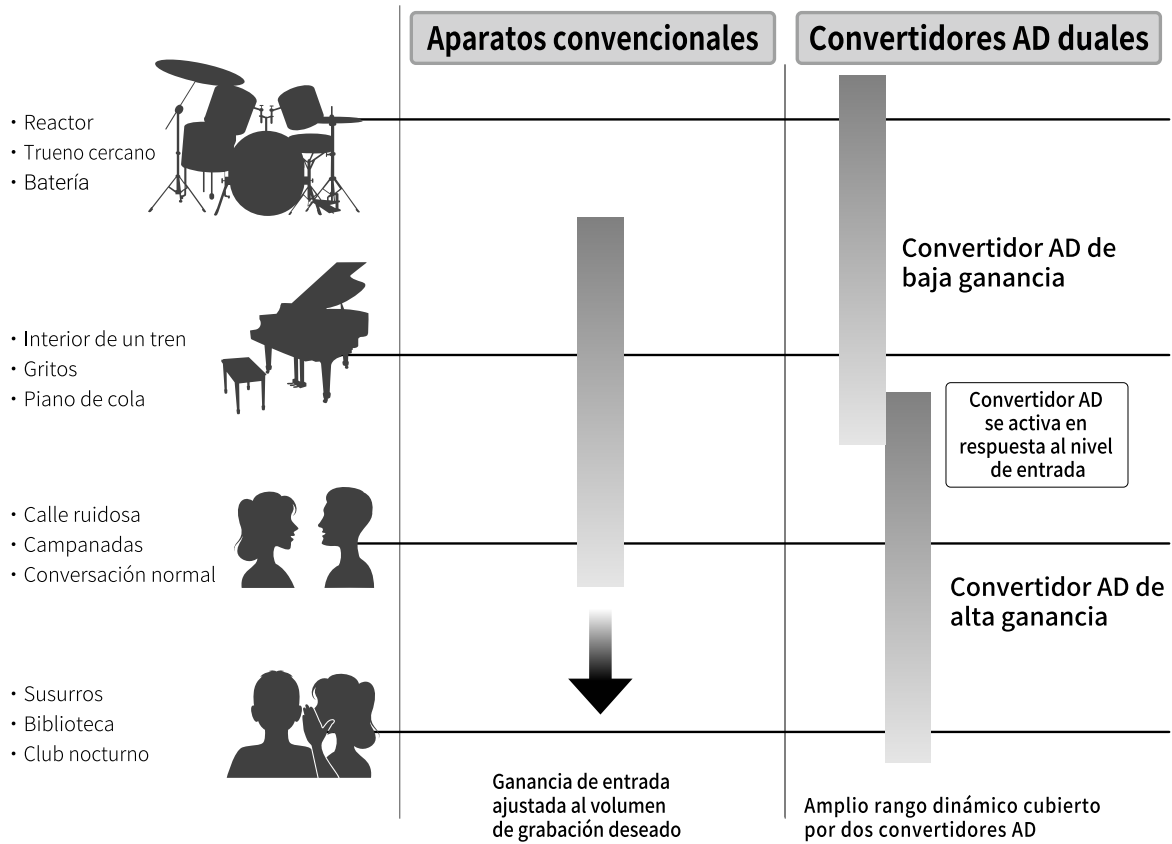 Aparatos convencionales
Convertidores AD duales
・Reactor
・Trueno cercano
・Batería
Convertidor AD de
baja ganancia
・Interior de un tren
・Gritos
・Piano de cola
Convertidor AD
se activa en
respuesta al nivel
de entrada
・Calle ruidosa
・Campanadas
・Conversación normal
Convertidor AD de
alta ganancia
・Susurros
・Biblioteca
・Club nocturno
Ganancia de entrada
ajustada al volumen
de grabación deseado
Amplio rango dinámico cubierto
por dos convertidores AD